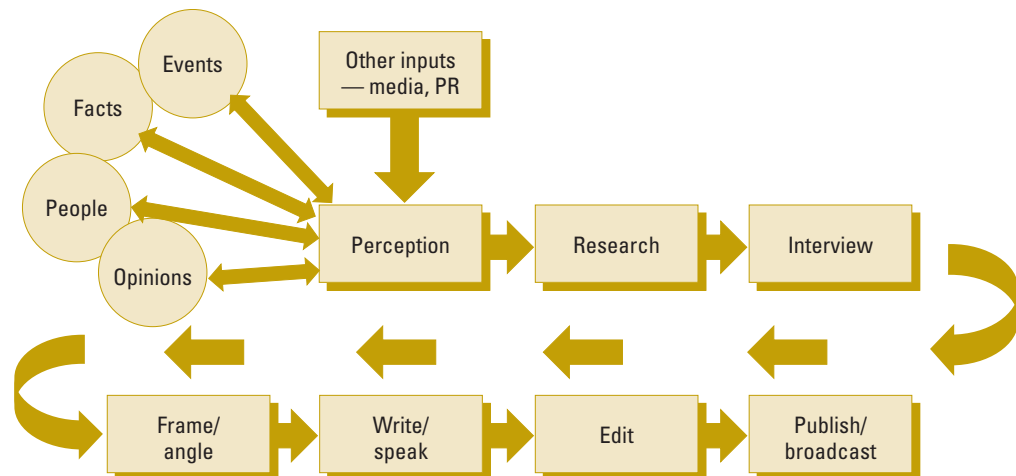 Events
Facts
People
Opinions
Other inputs
— media, PR
Perception
Research
Interview
Frame/
angle
Write/
speak
Edit
Publish/
broadcast